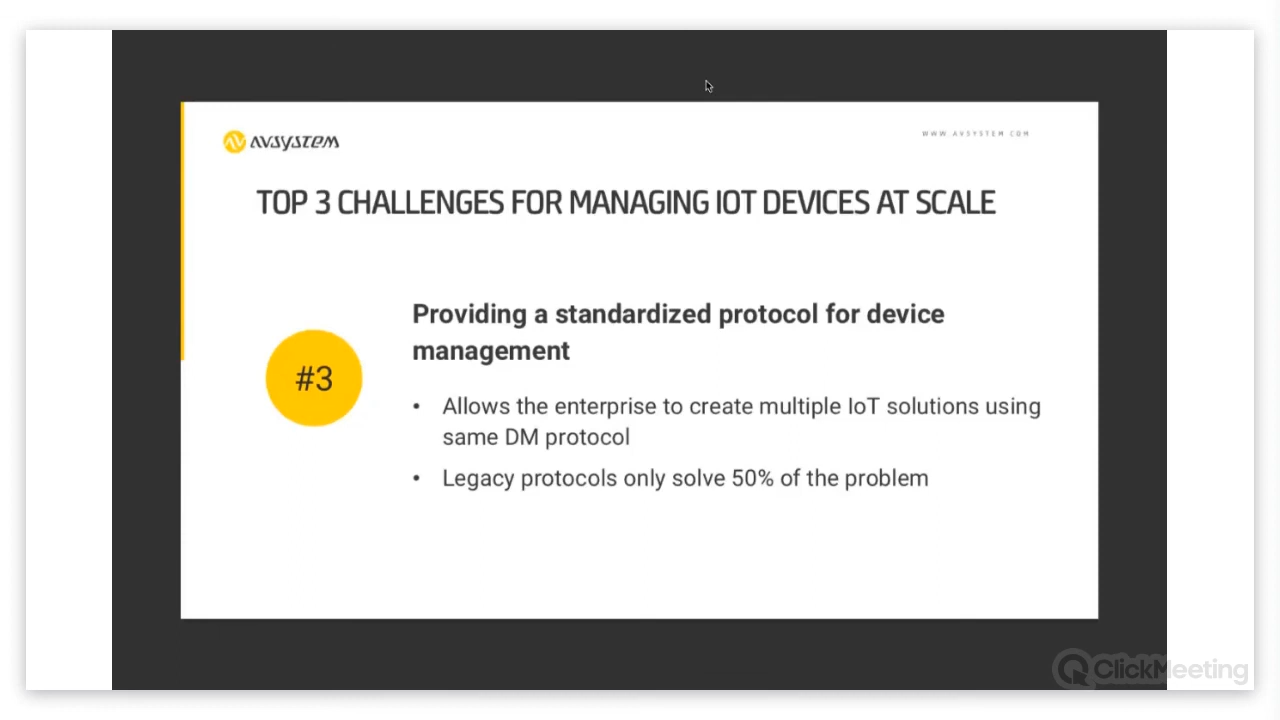 AVSYSTEM
WWW.AVSYSTEM.COM
TOP 3 CHALLENGES FOR MANAGING IOT DEVICES AT SCALE
#3
Providing a standardized protocol for device
management
• Allows the enterprise to create multiple IoT solutions using
same DM protocol
• Legacy protocols only solve 50% of the problem
ClickMeeting